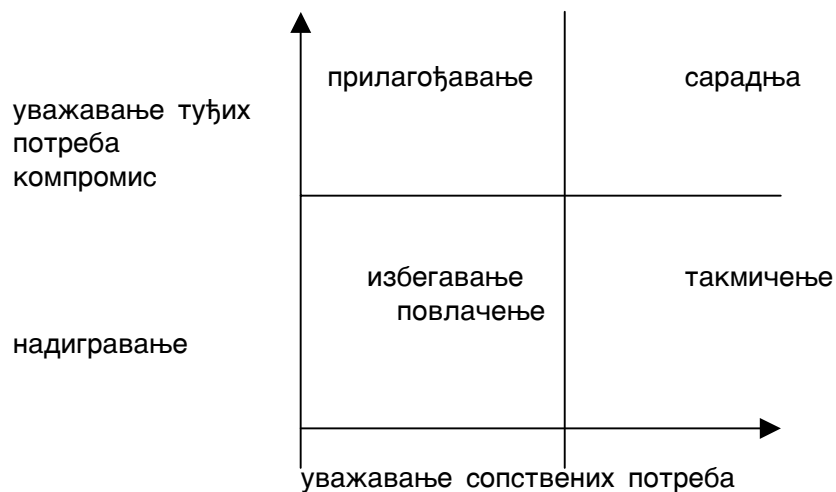 прилагођавање
сарадња
уважавање туђих
потреба
компромис
избегавање
повлачење
такмичење
надигравање
уважавање сопствених потреба